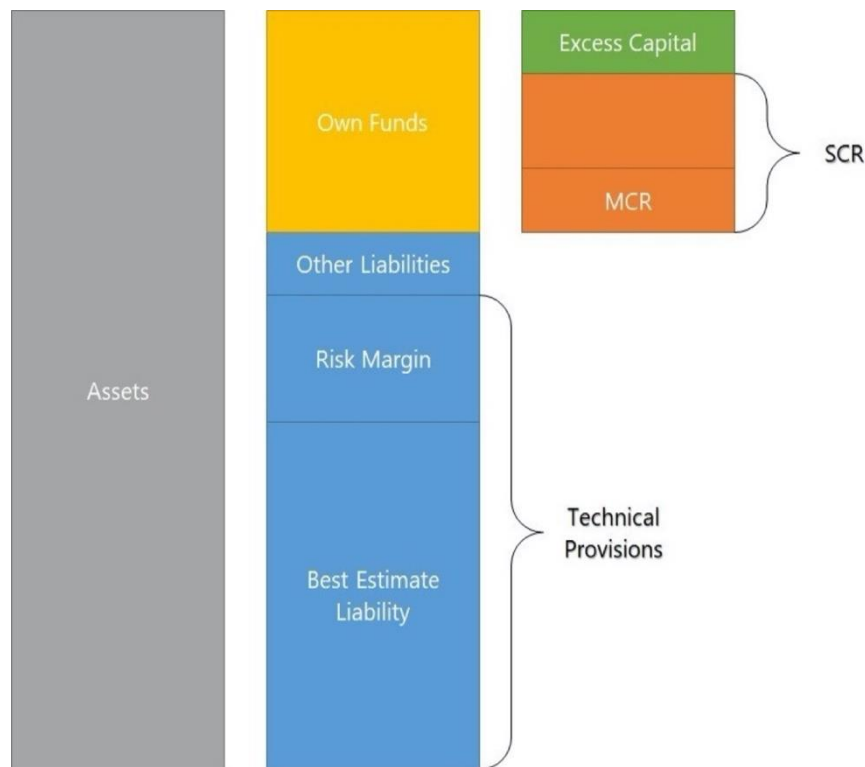 Excess Capital
Own Funds
SCR
MCR
Other Liabilities
Risk Margin
Assets
Technical
Provisions
Best Estimate
Liability